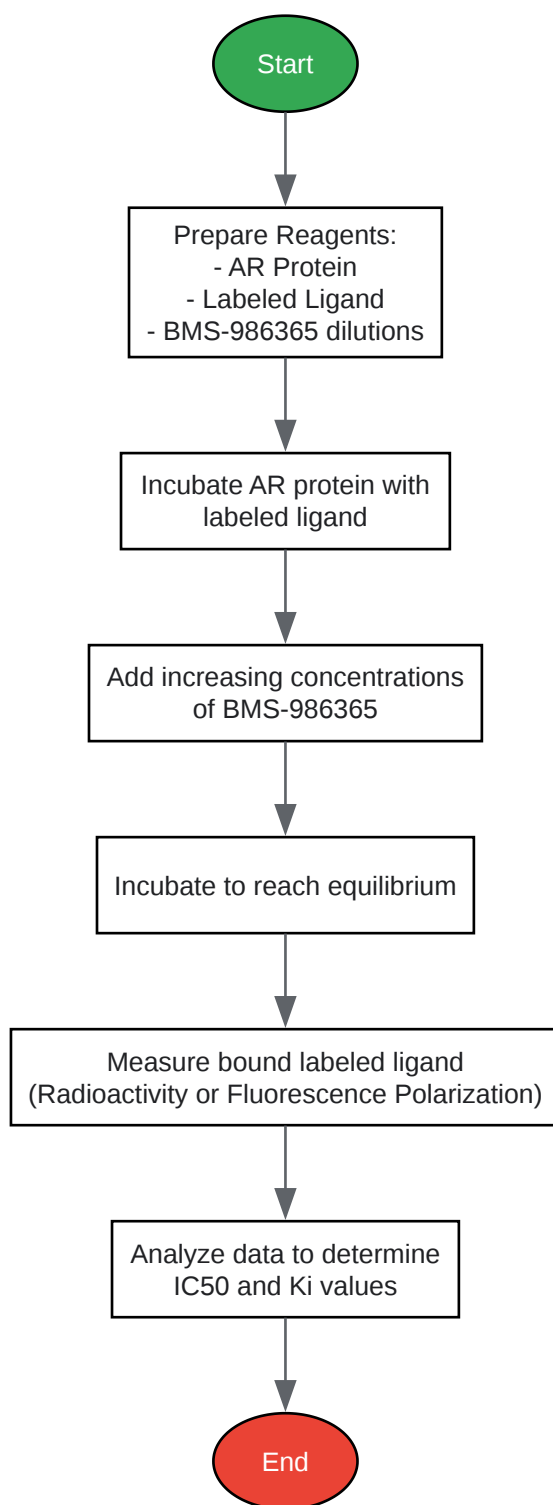 Start
Prepare Reagents:
- AR Protein
- Labeled Ligand
- BMS-986365 dilutions
Incubate AR protein with
labeled ligand
Add increasing concentrations
of BMS-986365
Incubate to reach equilibrium
Measure bound labeled ligand
(Radioactivity or Fluorescence Polarization)
Analyze data to determine
IC50 and Ki values
End